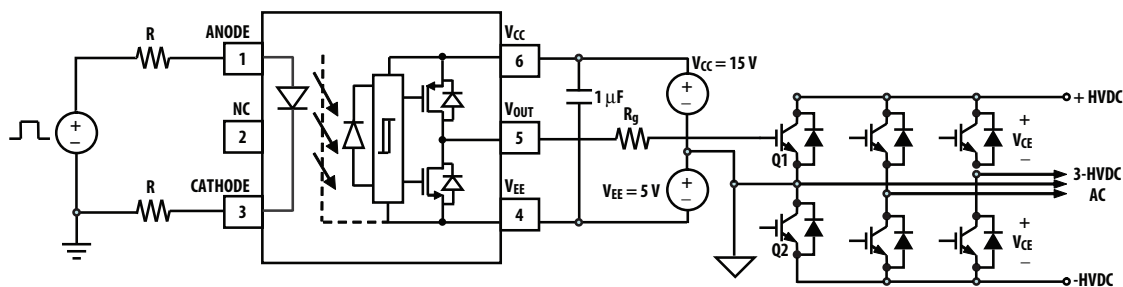 R
ANODE
1
NC
2
CATHODE
3
R
+
−
VCC
6
VOUT
5
VEE
4
1 µF
Rg
VCC = 15 V
+
−
VEE = 5 V
+
−
Q1
Q2
+ HVDC
+
VCE
−
3-HVDC
AC
+
VCE
−
-HVDC